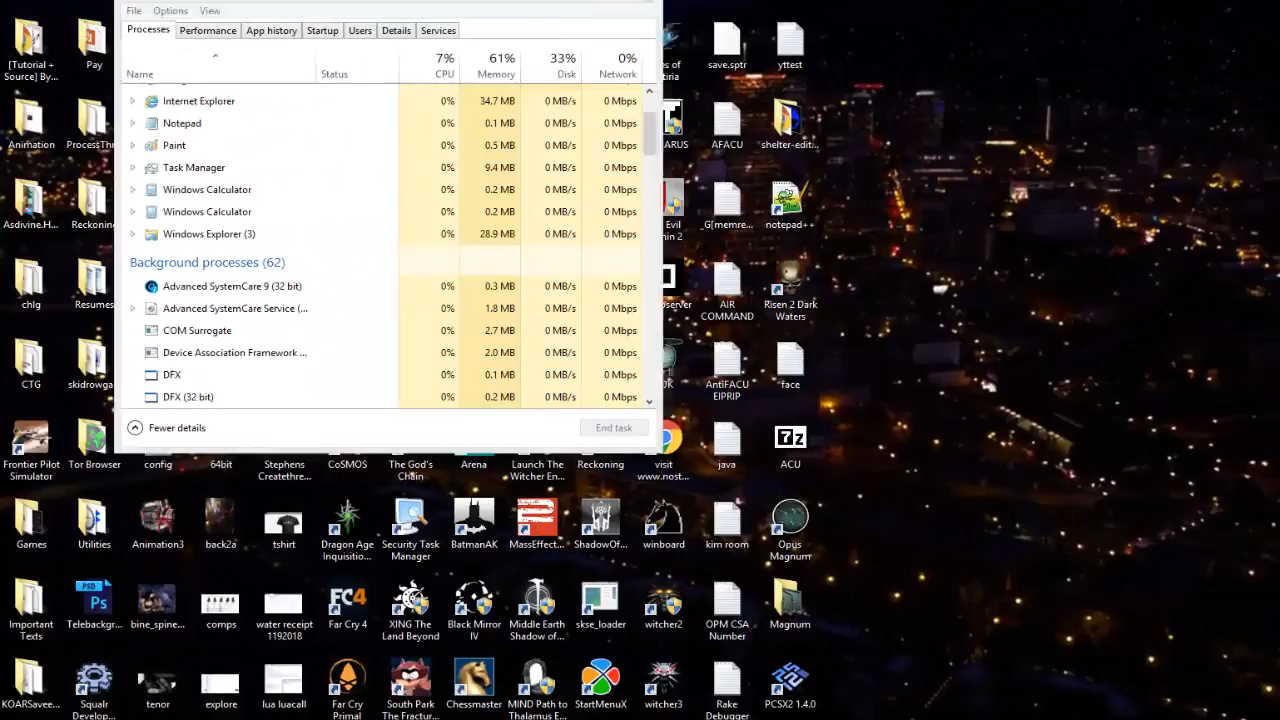 File Options View
Processes Performance App history Startup Users Details Services
7% 61% 33% 0%
Name Status CPU Memory Disk Network
Internet Explorer 0% 34.7 MB 0 MB/s 0 Mbps
Notepad 0% 0.1 MB 0 MB/s 0 Mbps
Paint 0% 0.5 MB 0 MB/s 0 Mbps
Task Manager 0% 9.4 MB 0 MB/s 0 Mbps
Windows Calculator 0% 0.2 MB 0 MB/s 0 Mbps
Windows Calculator 0% 0.2 MB 0 MB/s 0 Mbps
Windows Explorer (3) 0% 28.9 MB 0 MB/s 0 Mbps
Background processes (62)
Advanced SystemCare 9 (32 bit) 0% 0.3 MB 0 MB/s 0 Mbps
Advanced SystemCare Service (... 0% 1.8 MB 0 MB/s 0 Mbps
COM Surrogate 0% 2.7 MB 0 MB/s 0 Mbps
Device Association Framework ... 0% 2.0 MB 0 MB/s 0 Mbps
DFX 0% 0.1 MB 0 MB/s 0 Mbps
DFX (32 bit) 0% 0.2 MB 0 MB/s 0 Mbps
Fewer details End task
[Tutorial +
Source] By...
Pay
save.sptr
yttest
Animation
ProcessThr
ARUS
AFACU
shelter-edit...
Asdvine.H...
Reckoning
Evil
_G[memre...
notepad++
chlg
Resumes
AIR
COMMAND
Risen 2 Dark
Waters
CTG
skidrowga
AntiFACU
EIPRIP
face
Frontier Pilot
Simulator
Tor Browser
config
64bit
Stephens
Createthre...
CoSMOS
The God's
Chain
Arena
Launch The
Witcher En...
Reckoning
visit
www.nost...
java
7z
ACU
Games
Utilities
Animation3
back2a
tshirt
Dragon Age
Inquisitio...
Security Task
Manager
BatmanAK
MassEffect...
ShadowOf...
winboard
kim room
Opus
Magnum
Important
Texts
PSD
Ps
Telebackgr...
bine_spine...
comps
water receipt
1192018
FC4
Far Cry 4
XING The
Land Beyond
Black Mirror
IV
Middle Earth
Shadow of...
skse_loader
witcher2
OPM CSA
Number
Magnum
KOARSavee...
Squalr
Develop...
tenor
explore
lua luacall
Far Cry
Primal
South Park
The Fractur...
Chessmaster
MIND Path to
Thalamus E...
StartMenuX
witcher3
Rake
Debugger
PCSX2 1.4.0